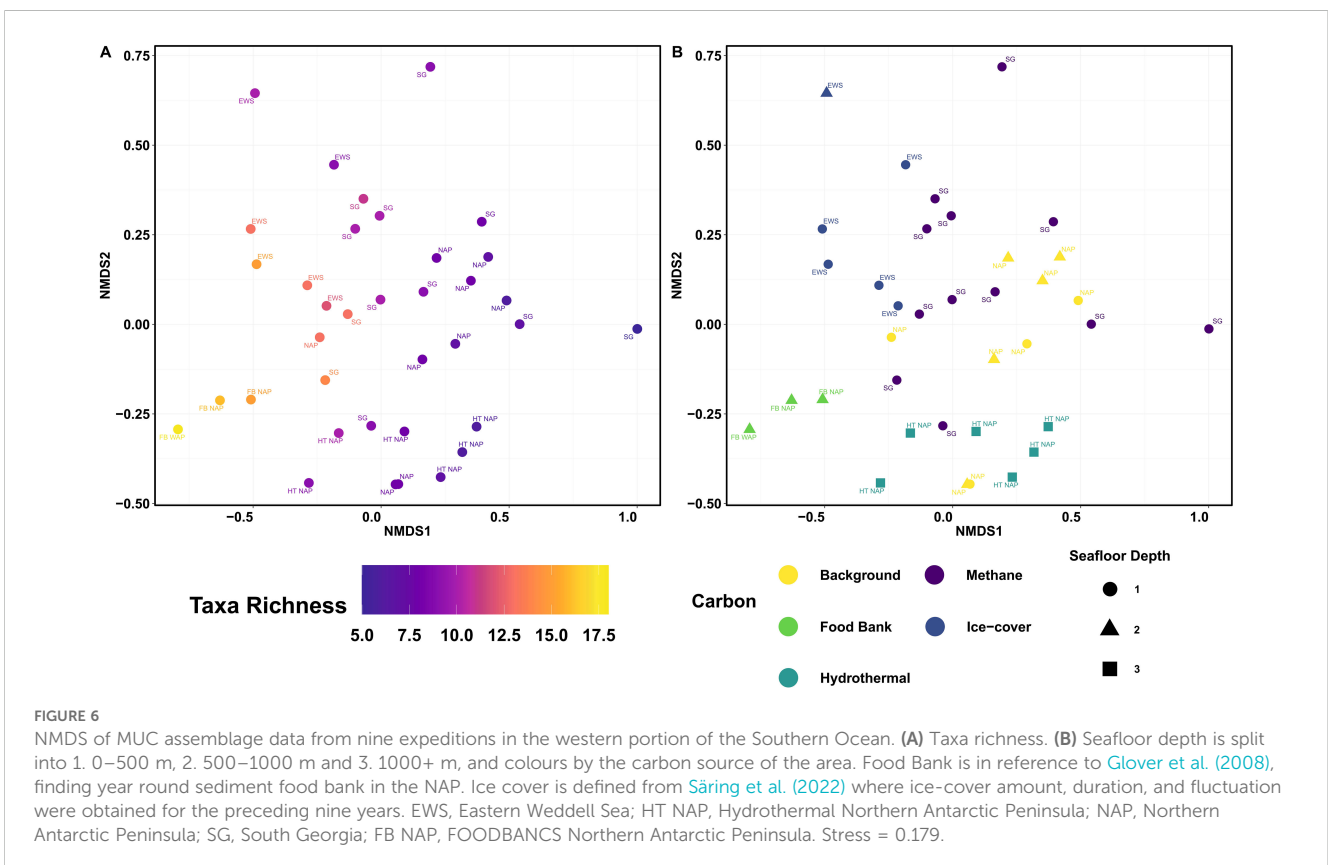 A
0.75
0.50
0.25
0.00
−0.25
−0.50
NMDS2
SG
EWS
EWS
SG
SG
SG
SG
EWS
NAP
EWS
NAP
EWS
NAP
SG
EWS
SG
NAP
SG
SG
SG
NAP
NAP
NAP
SG
FB NAP
FB NAP
FB WAP
SG
HT NAP
HT NAP
HT NAP
HT NAP
HT NAP
HT NAP
NAP
NAP
−0.5
0.0
0.5
1.0
NMDS1
B
0.75
0.50
0.25
0.00
−0.25
−0.50
NMDS2
SG
EWS
EWS
SG
SG
SG
EWS
SG
NAP
NAP
EWS
NAP
EWS
SG
SG
NAP
EWS
SG
SG
SG
NAP
NAP
NAP
SG
FB NAP
FB NAP
FB WAP
HT NAP
SG
HT NAP
HT NAP
HT NAP
HT NAP
HT NAP
NAP
NAP
−0.5
0.0
0.5
1.0
NMDS1
Taxa Richness
5.0 7.5 10.0 12.5 15.0 17.5
Carbon
Background
Methane
Food Bank
Ice−cover
Hydrothermal
Seafloor Depth
1
2
3
FIGURE 6
NMDS of MUC assemblage data from nine expeditions in the western portion of the Southern Ocean. (A) Taxa richness. (B) Seafloor depth is split
into 1. 0–500 m, 2. 500–1000 m and 3. 1000+ m, and colours by the carbon source of the area. Food Bank is in reference to Glover et al. (2008),
finding year round sediment food bank in the NAP. Ice cover is defined from Säring et al. (2022) where ice-cover amount, duration, and fluctuation
were obtained for the preceding nine years. EWS, Eastern Weddell Sea; HT NAP, Hydrothermal Northern Antarctic Peninsula; NAP, Northern
Antarctic Peninsula; SG, South Georgia; FB NAP, FOODBANCS Northern Antarctic Peninsula. Stress = 0.179.